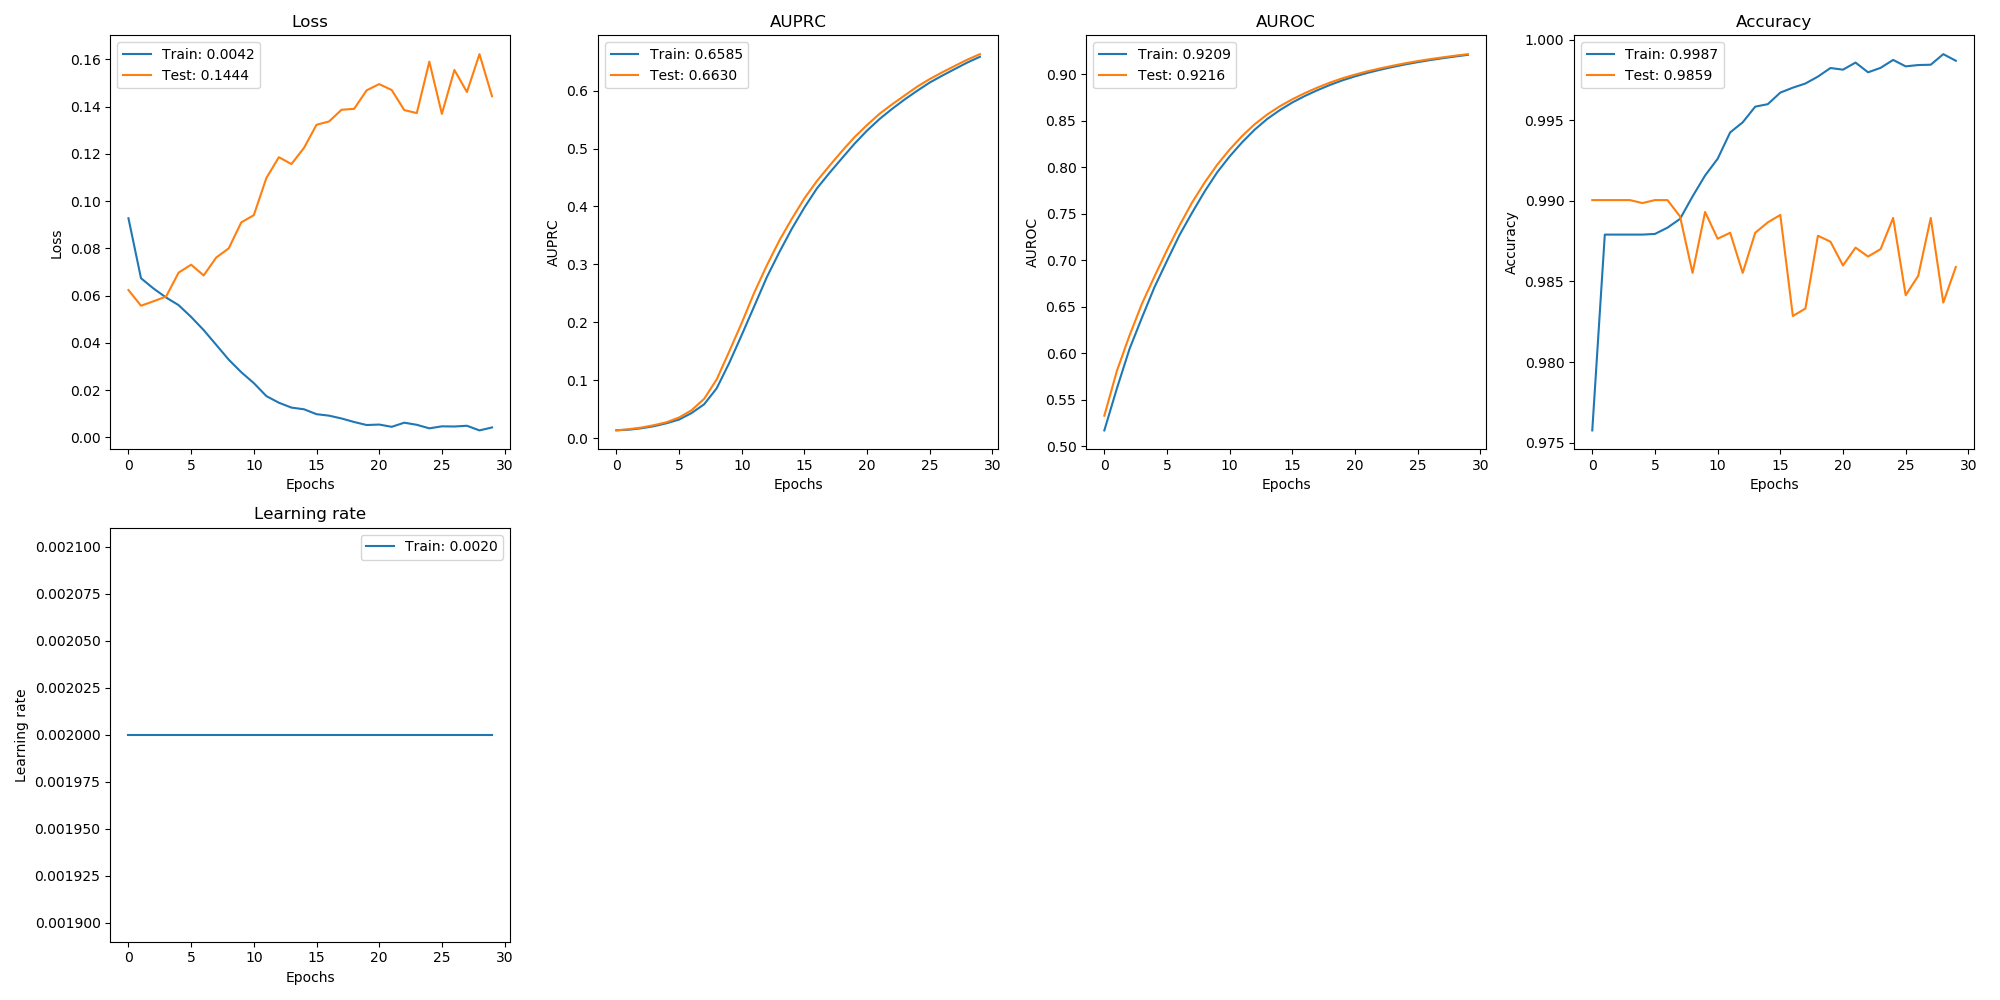 Loss
Train: 0.0042
Test: 0.1444
0.16
0.14
0.12
0.10
0.08
0.06
0.04
0.02
0.00
Loss
0 5 10 15 20 25 30
Epochs
AUPRC
Train: 0.6585
Test: 0.6630
0.6
0.5
0.4
0.3
0.2
0.1
0.0
AUPRC
0 5 10 15 20 25 30
Epochs
AUROC
Train: 0.9209
Test: 0.9216
0.90
0.85
0.80
0.75
0.70
0.65
0.60
0.55
0.50
AUROC
0 5 10 15 20 25 30
Epochs
Accuracy
Train: 0.9987
Test: 0.9859
1.000
0.995
0.990
0.985
0.980
0.975
Accuracy
0 5 10 15 20 25 30
Epochs
Learning rate
Train: 0.0020
0.002100
0.002075
0.002050
0.002025
0.002000
0.001975
0.001950
0.001925
0.001900
Learning rate
0 5 10 15 20 25 30
Epochs